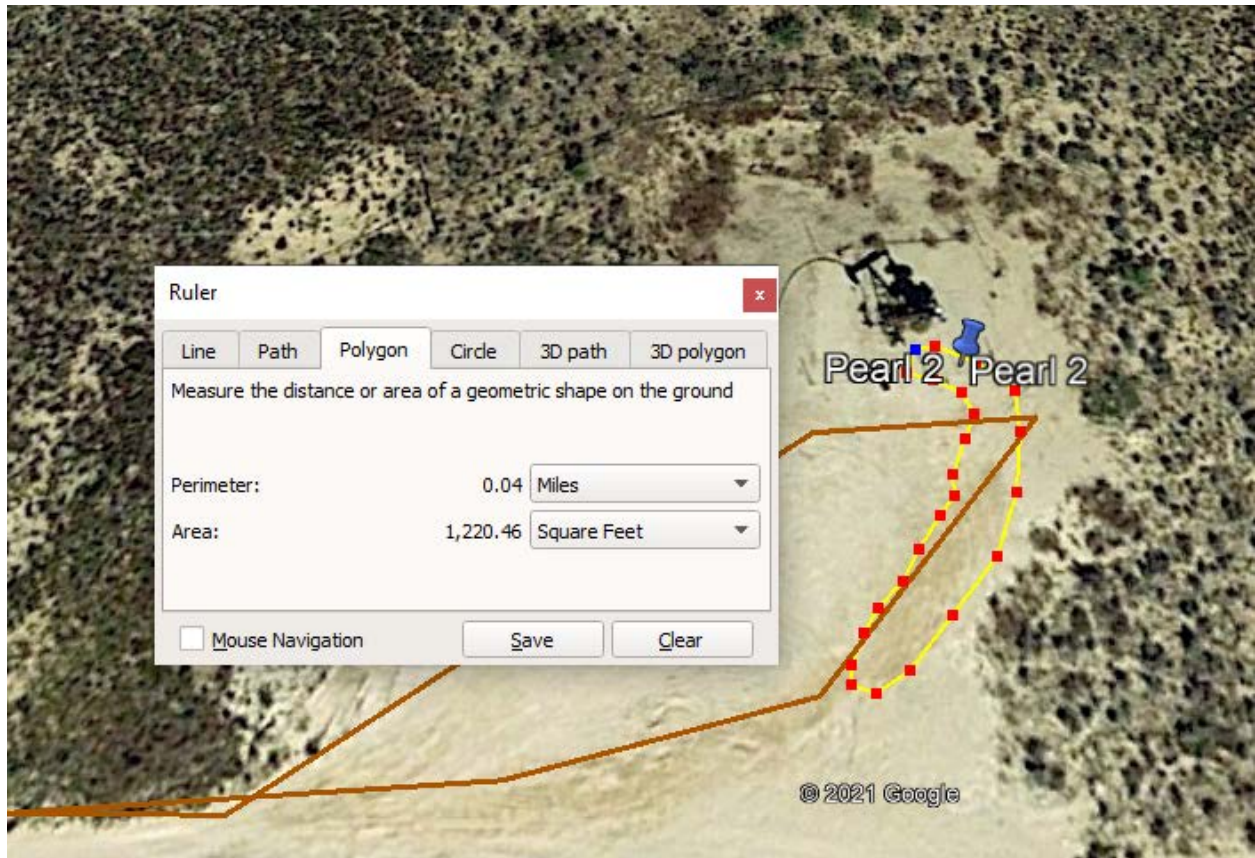 Ruler
x
Line Path Polygon Circle 3D path 3D polygon
Measure the distance or area of a geometric shape on the ground
Pearl 2 Pearl 2
Perimeter: 0.04 Miles
Area: 1,220.46 Square Feet
Mouse Navigation Save Clear
© 2021 Google